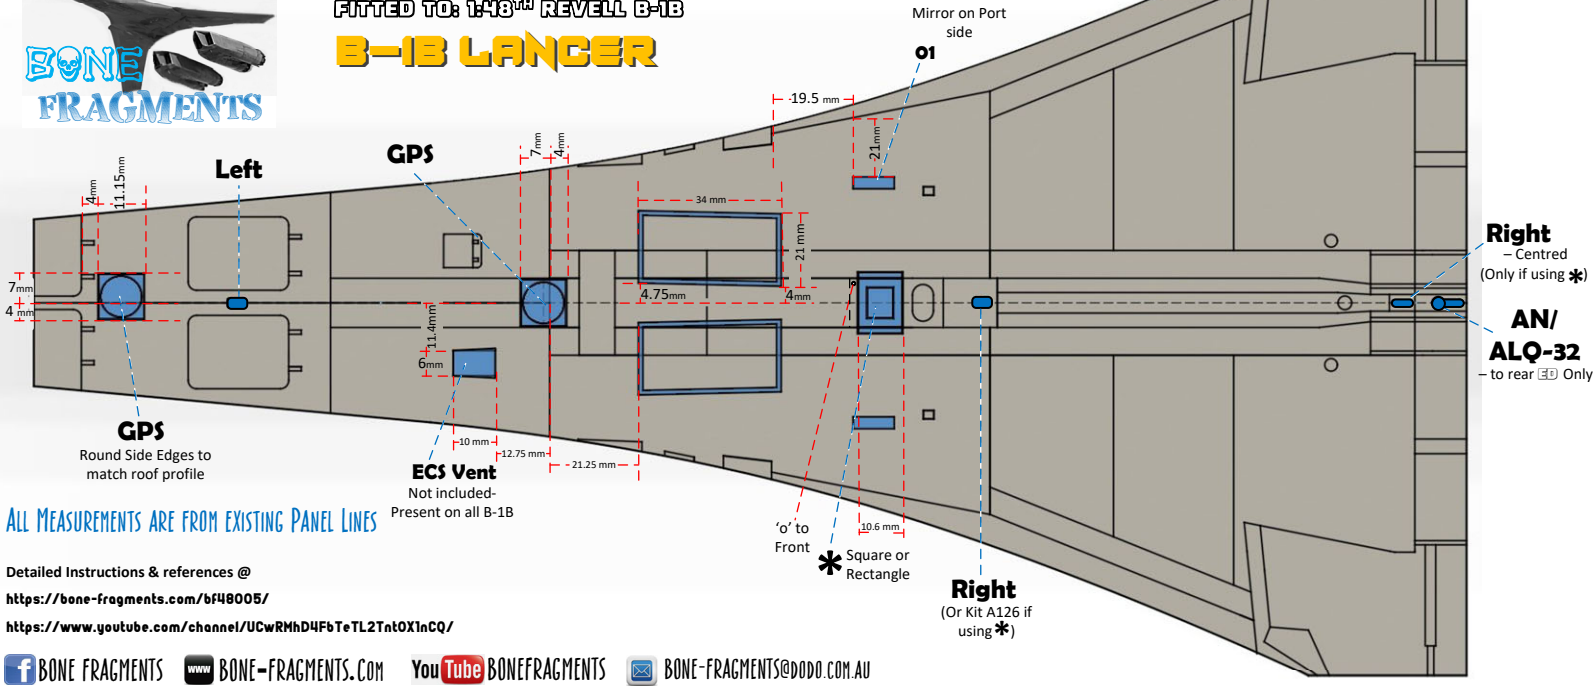 FITTED TO: 1:48TH REVELL B-1B
B-1B LANCER
BONE
FRAGMENTS
Mirror on Port
side
01
19.5 mm
21mm
GPS
7mm
4mm
Left
4mm
11.15mm
34 mm
21 mm
4.75mm
4mm
7mm
4 mm
11.4mm
6mm
10 mm
12.75 mm
21.25 mm
10.6 mm
Right
– Centred
(Only if using *)
AN/
ALQ-32
– to rear ED Only
GPS
Round Side Edges to
match roof profile
ECS Vent
Not included-
Present on all B-1B
'o' to
Front
* Square or
Rectangle
Right
(Or Kit A126 if
using *)
ALL MEASUREMENTS ARE FROM EXISTING PANEL LINES
Detailed Instructions & references @
https://bone-fragments.com/bf48005/
https://www.youtube.com/channel/UCwRMhD4FbTeTL2TntOX1nCQ/
f BONE FRAGMENTS
www BONE-FRAGMENTS.COM
YouTube BONEFRAGMENTS
BONE-FRAGMENTS@DODO.COM.AU